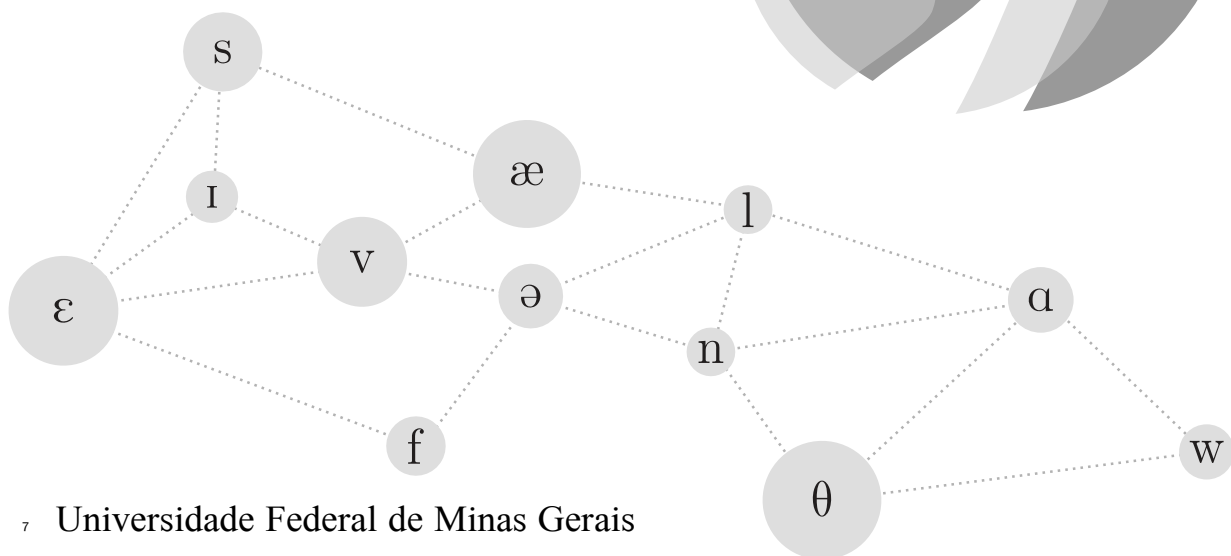 s
æ
ɪ
l
v
ə
ɑ
ɛ
n
f
w
θ
7 Universidade Federal de Minas Gerais